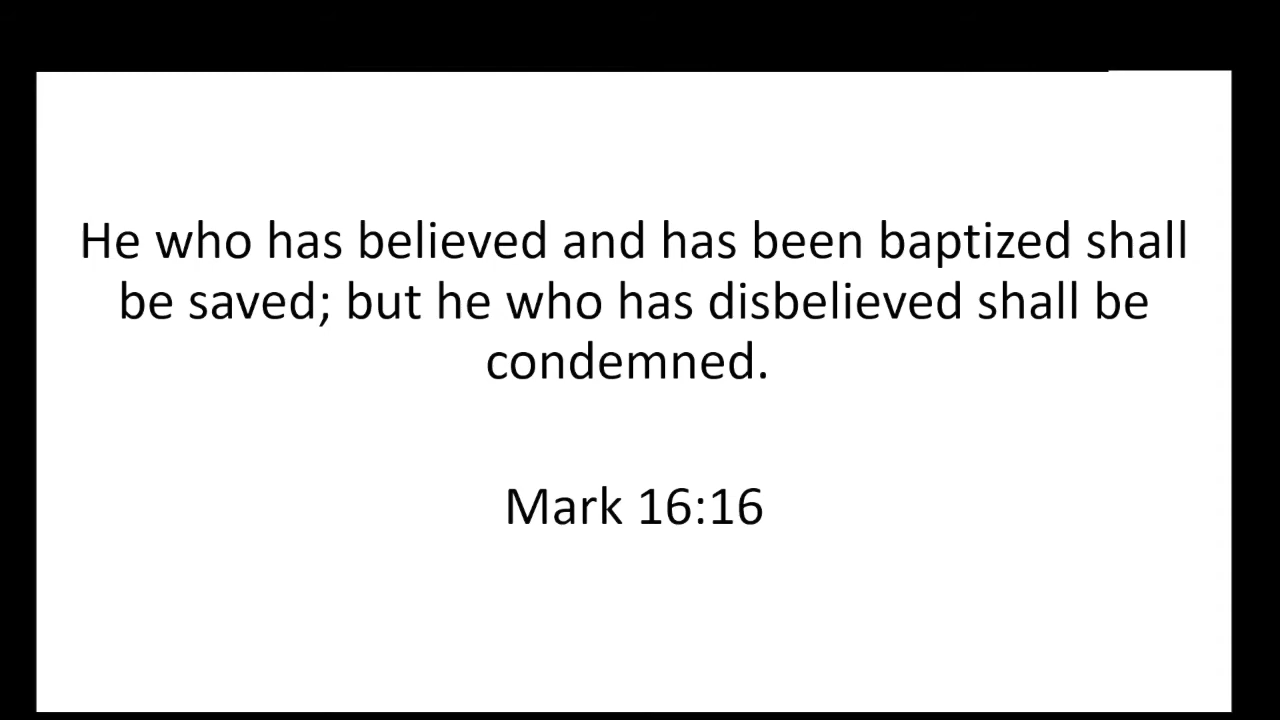 He who has believed and has been baptized shall
be saved; but he who has disbelieved shall be
condemned.
Mark 16:16